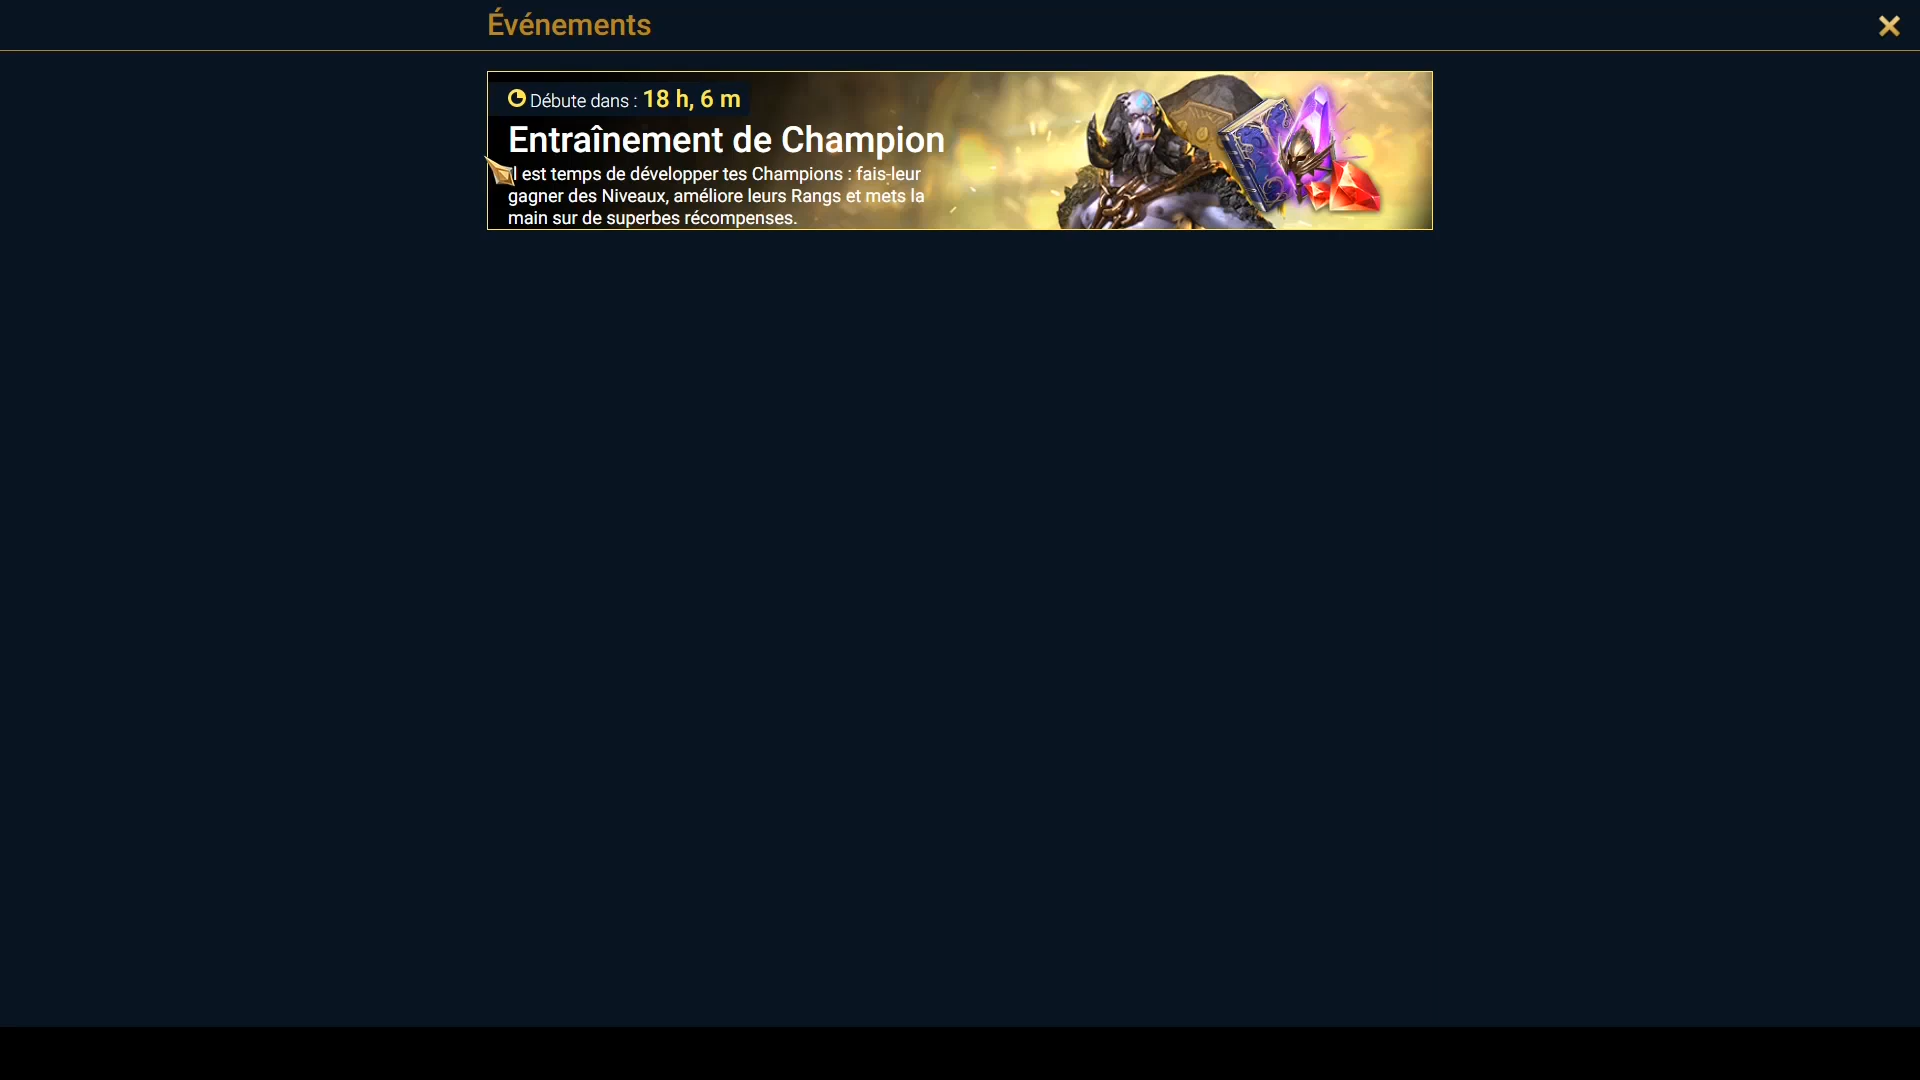 Événements
Débute dans : 18 h, 6 m
Entraînement de Champion
Il est temps de développer tes Champions : fais-leur
gagner des Niveaux, améliore leurs Rangs et mets la
main sur de superbes récompenses.